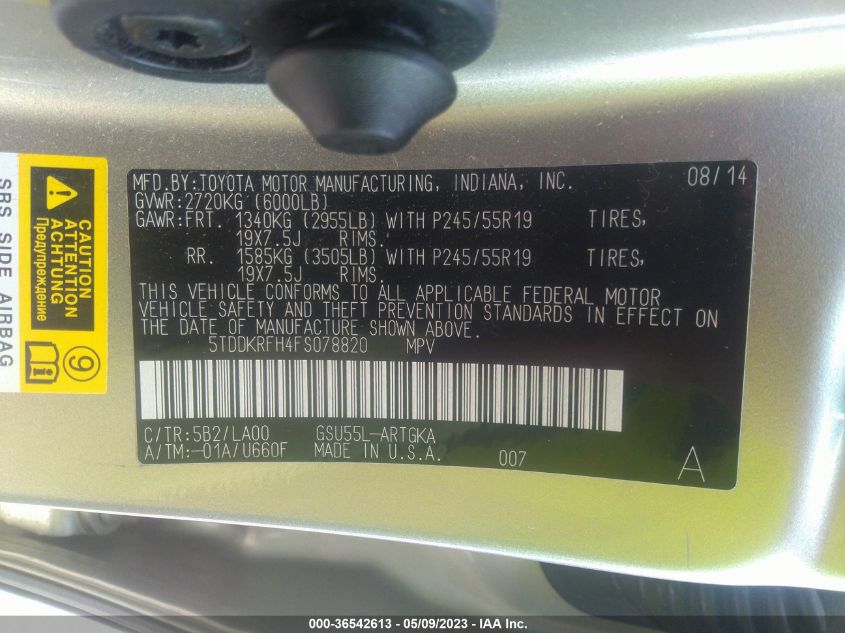 MFD.BY:TOYOTA MOTOR MANUFACTURING, INDIANA, INC. 08/14
GVWR:2720KG (6000LB)
GAWR:FRT. 1340KG (2955LB) WITH P245/55R19 TIRES,
19X7.5J RIMS.
RR. 1585KG (3505LB) WITH P245/55R19 TIRES,
19X7.5J RIMS.
THIS VEHICLE CONFORMS TO ALL APPLICABLE FEDERAL MOTOR
VEHICLE SAFETY AND THEFT PREVENTION STANDARDS IN EFFECT ON
THE DATE OF MANUFACTURE SHOWN ABOVE.
5TDDKRFH4FS078820 MPV
C/TR:5B2/LA00 GSU55L-ARTGKA
A/TM:-01A/U660F MADE IN U.S.A. 007 A
SRS SIDE AIRBAG
CAUTION
ATTENTION
ACHTUNG
Предупреждение
9
000-36542613 - 05/09/2023 - IAA Inc.